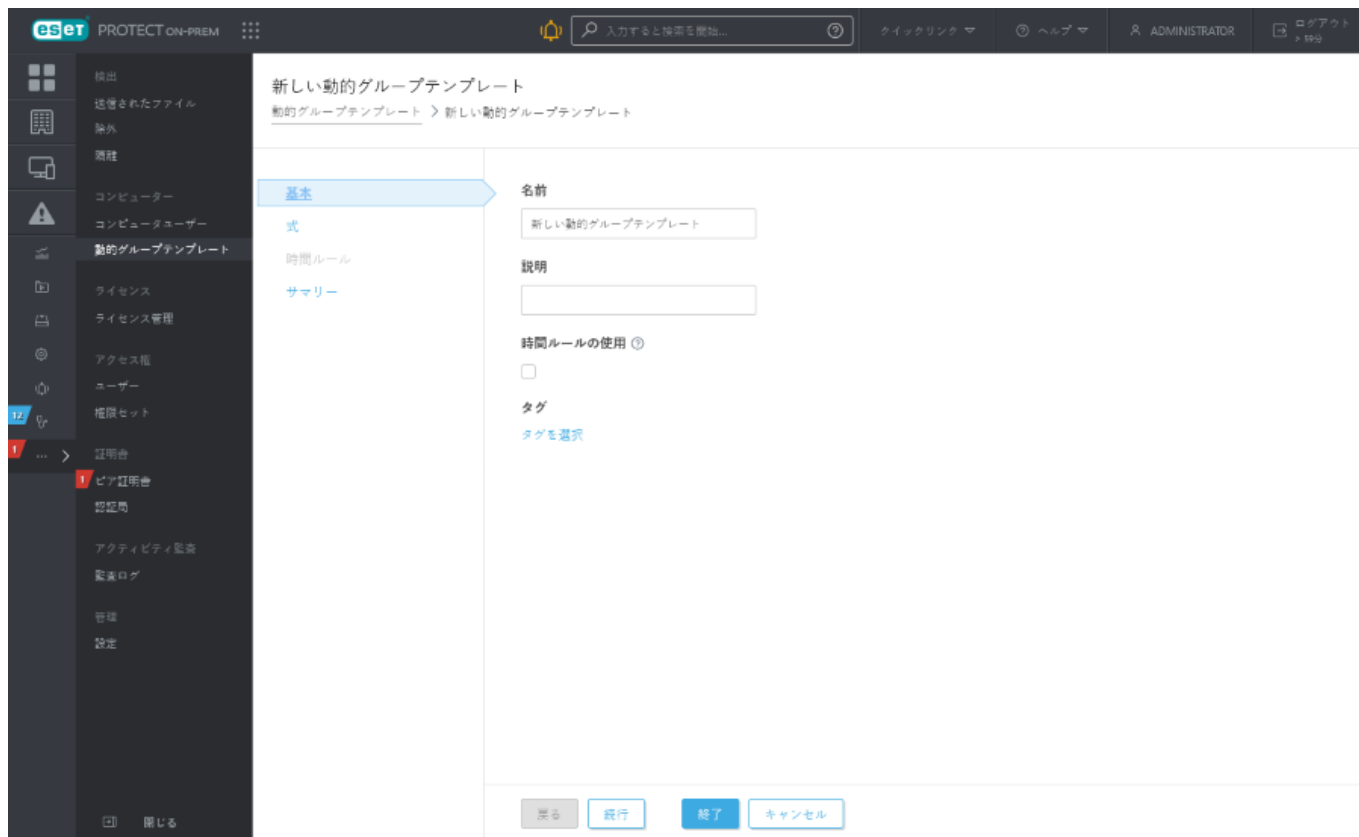 eseT PROTECT ON-PREM
入力すると検索を開始...
クイックリンク
ヘルプ
ADMINISTRATOR
ログアウト
> 59分
検出
送信されたファイル
除外
隔離
コンピューター
コンピュータユーザー
動的グループテンプレート
ライセンス
ライセンス管理
アクセス権
ユーザー
権限セット
12
1
証明書
1
ピア証明書
認証局
アクティビティ監査
監査ログ
管理
設定
閉じる
新しい動的グループテンプレート
動的グループテンプレート > 新しい動的グループテンプレート
基本
式
時間ルール
サマリー
名前
新しい動的グループテンプレート
説明
時間ルールの使用
タグ
タグを選択
戻る
続行
終了
キャンセル